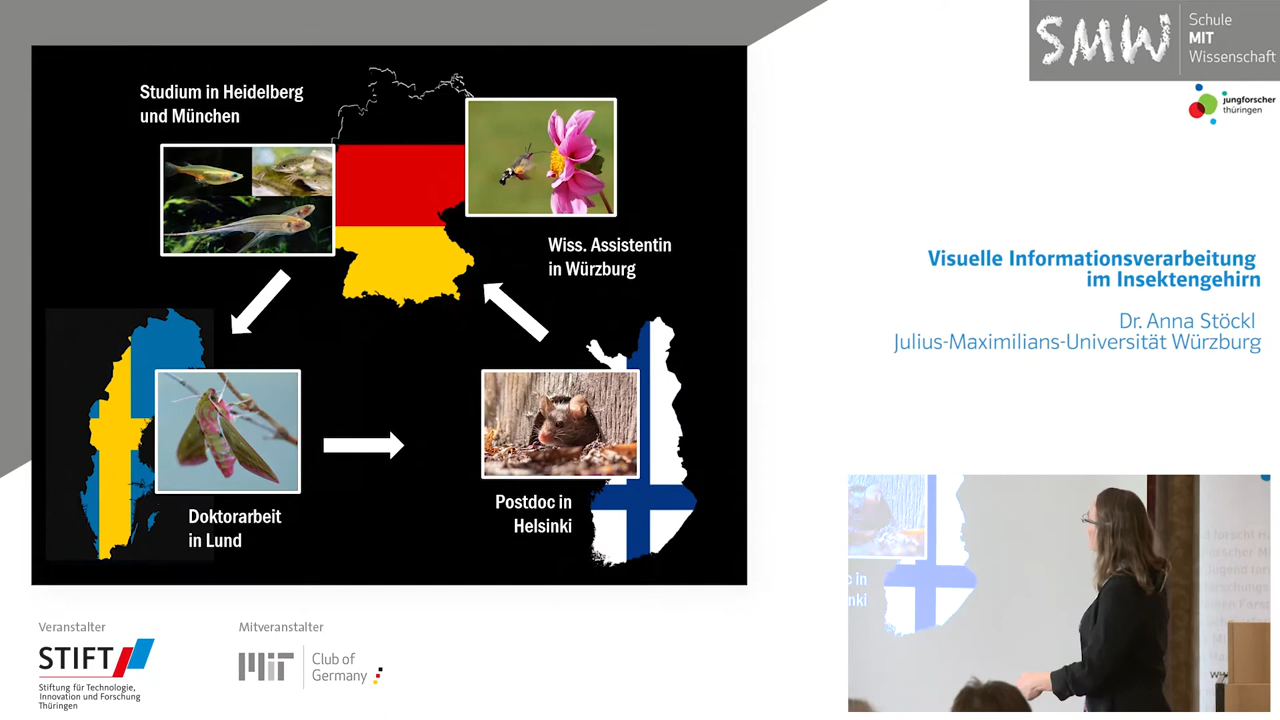 Studium in Heidelberg
und München
Wiss. Assistentin
in Würzburg
Doktorarbeit
in Lund
Postdoc in
Helsinki
SMW
Schule
MIT
Wissenschaft
jungforscher
thüringen
Visuelle Informationsverarbeitung
im Insektengehirn
Dr. Anna Stöckl
Julius-Maximilians-Universität Würzburg
Veranstalter
STIFT
Stiftung für Technologie,
Innovation und Forschung
Thüringen
Mitveranstalter
MIT
Club of
Germany